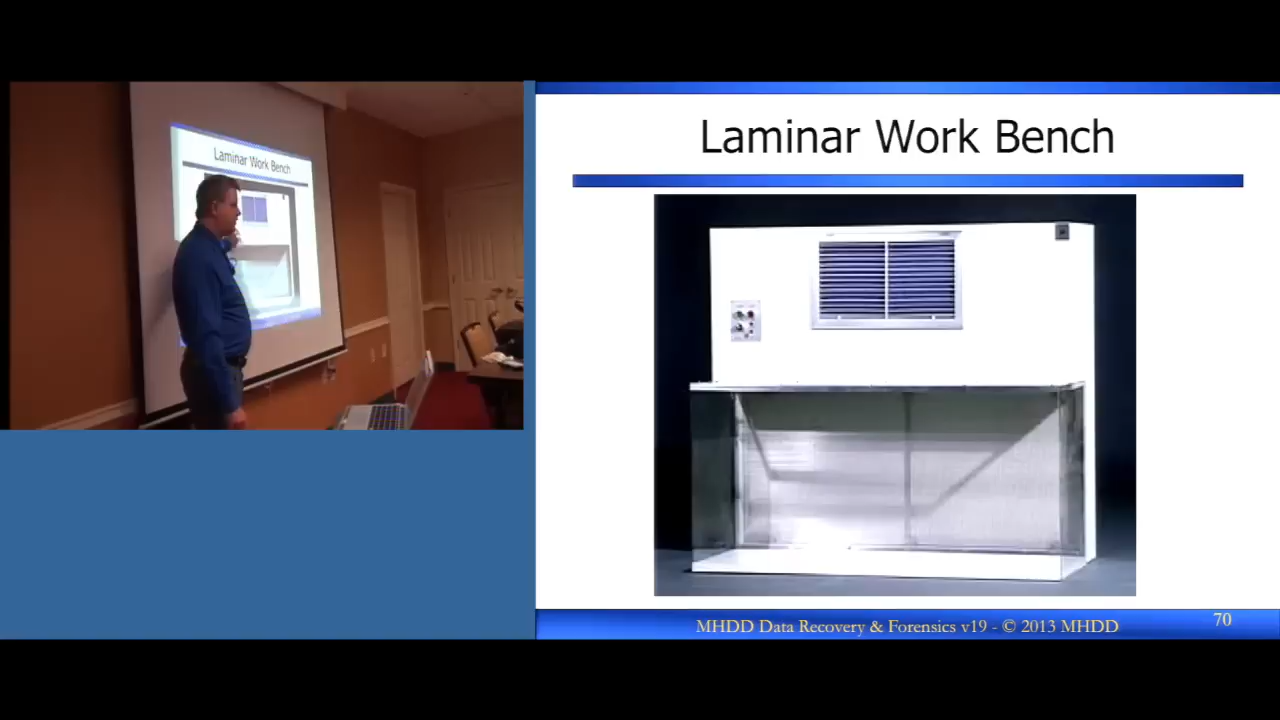 Laminar Work Bench
Laminar Work Bench
MHDD Data Recovery & Forensics v19 - © 2013 MHDD
70